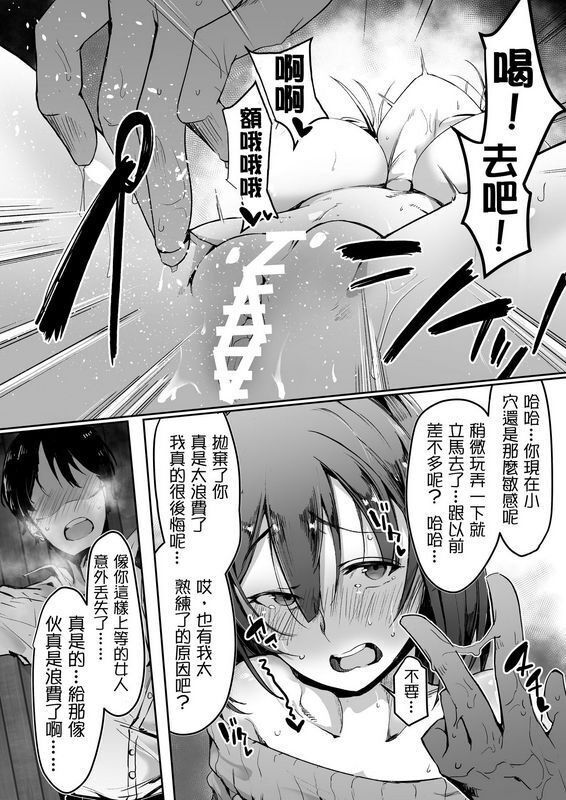 喝！去吧！
啊啊
額哦哦哦
哈哈…你現在小
穴還是那麼敏感呢
稍微玩弄一下就
立馬去了…跟以前
差不多呢？哈哈…
不要…
拋棄了你
真是太浪費了
我真的很後悔呢…
哎，也有我太
熟練了的原因吧？
像你這樣上等的女人
意外丟失了……
真是的…給那傢
伙真是浪費了啊…